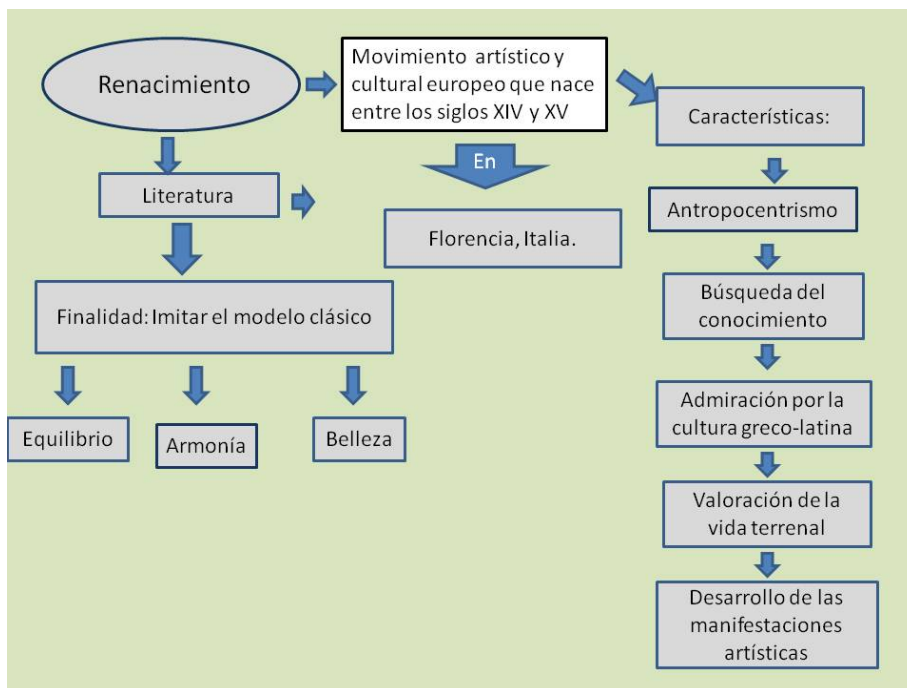 Renacimiento
Movimiento artístico y
cultural europeo que nace
entre los siglos XIV y XV
Características:
En
Literatura
Antropocentrismo
Florencia, Italia.
Finalidad: Imitar el modelo clásico
Búsqueda del
conocimiento
Admiración por la
cultura greco-latina
Equilibrio
Armonía
Belleza
Valoración de la
vida terrenal
Desarrollo de las
manifestaciones
artísticas